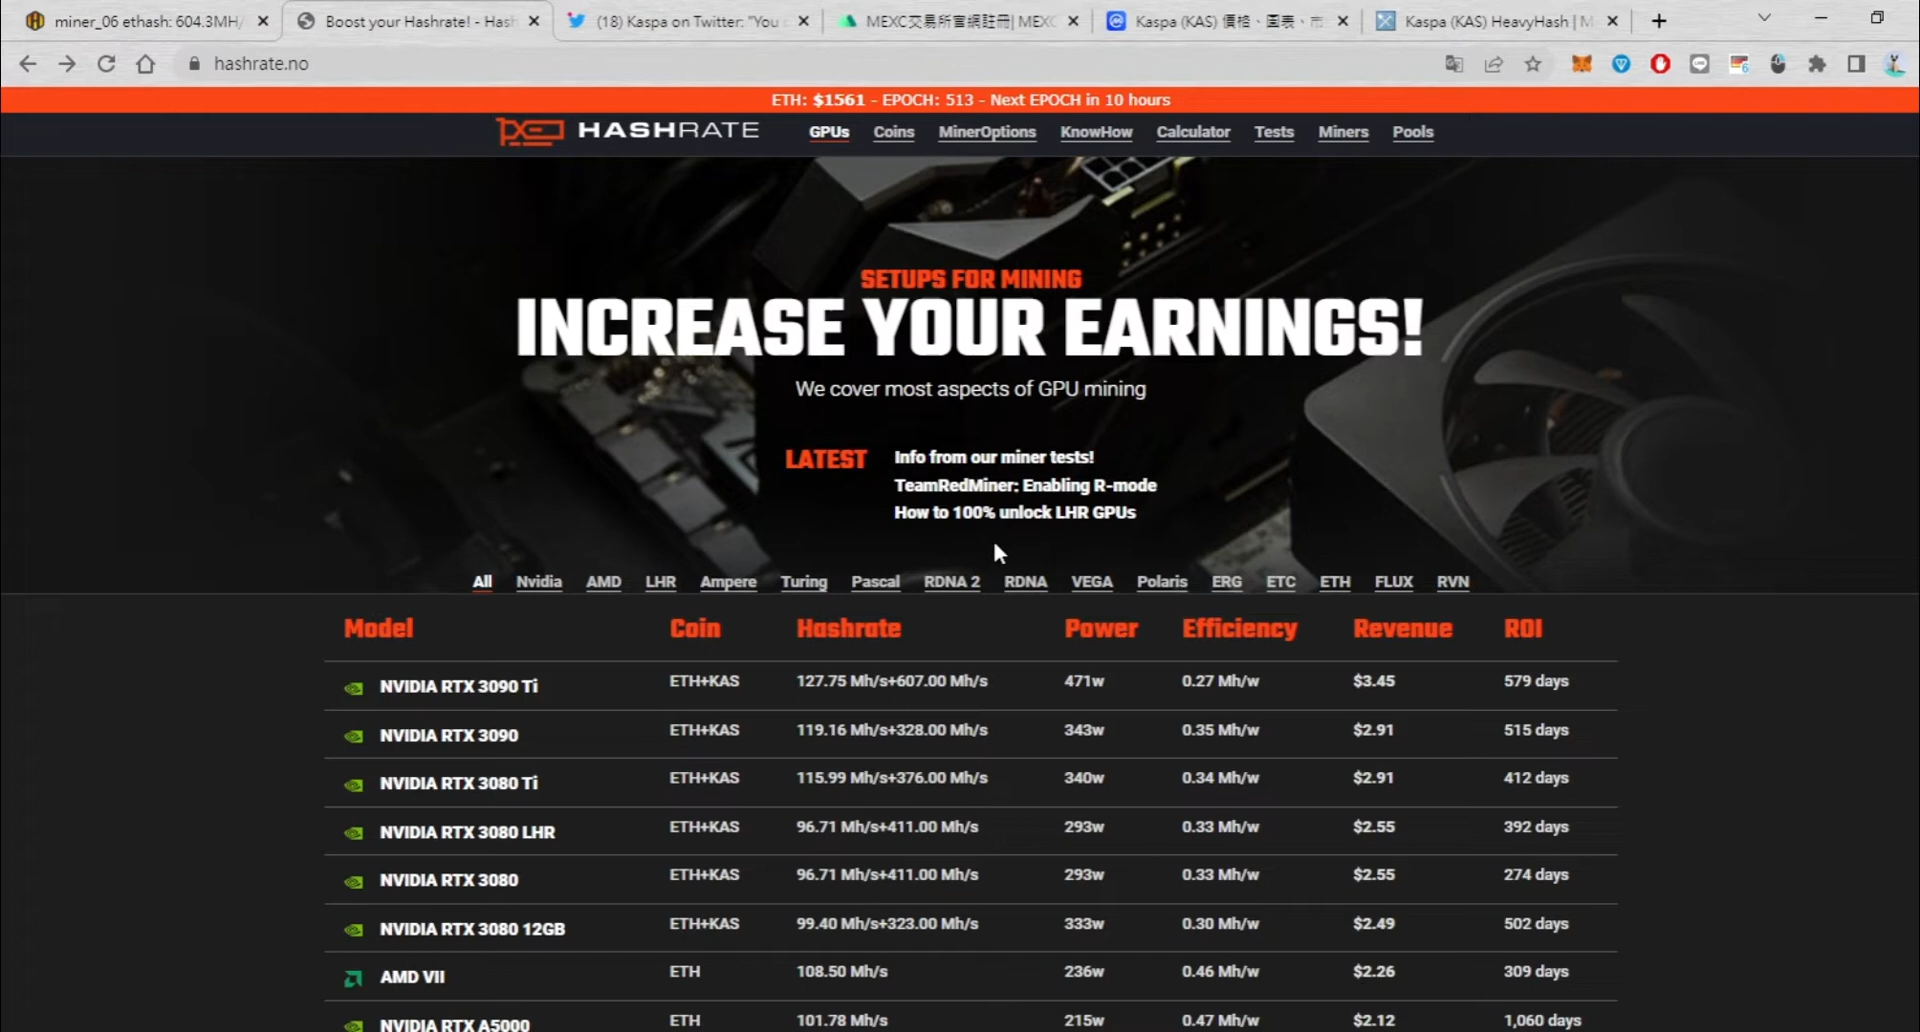 miner_06 ethash: 604.3MH/
Boost your Hashrate! - Hash
(18) Kaspa on Twitter: "You
MEXC交易所官網註冊| MEXC
Kaspa (KAS) 價格、圖表、市
Kaspa (KAS) HeavyHash | M
hashrate.no
ETH: $1561 - EPOCH: 513 - Next EPOCH in 10 hours
HASHRATE
GPUs Coins MinerOptions KnowHow Calculator Tests Miners Pools
SETUPS FOR MINING
INCREASE YOUR EARNINGS!
We cover most aspects of GPU mining
LATEST
Info from our miner tests!
TeamRedMiner: Enabling R-mode
How to 100% unlock LHR GPUs
All Nvidia AMD LHR Ampere Turing Pascal RDNA 2 RDNA VEGA Polaris ERG ETC ETH FLUX RVN
Model Coin Hashrate Power Efficiency Revenue ROI
NVIDIA RTX 3090 Ti ETH+KAS 127.75 Mh/s+607.00 Mh/s 471w 0.27 Mh/w $3.45 579 days
NVIDIA RTX 3090 ETH+KAS 119.16 Mh/s+328.00 Mh/s 343w 0.35 Mh/w $2.91 515 days
NVIDIA RTX 3080 Ti ETH+KAS 115.99 Mh/s+376.00 Mh/s 340w 0.34 Mh/w $2.91 412 days
NVIDIA RTX 3080 LHR ETH+KAS 96.71 Mh/s+411.00 Mh/s 293w 0.33 Mh/w $2.55 392 days
NVIDIA RTX 3080 ETH+KAS 96.71 Mh/s+411.00 Mh/s 293w 0.33 Mh/w $2.55 274 days
NVIDIA RTX 3080 12GB ETH+KAS 99.40 Mh/s+323.00 Mh/s 333w 0.30 Mh/w $2.49 502 days
AMD VII ETH 108.50 Mh/s 236w 0.46 Mh/w $2.26 309 days
NVIDIA RTX A5000 ETH 101.78 Mh/s 215w 0.47 Mh/w $2.12 1,060 days